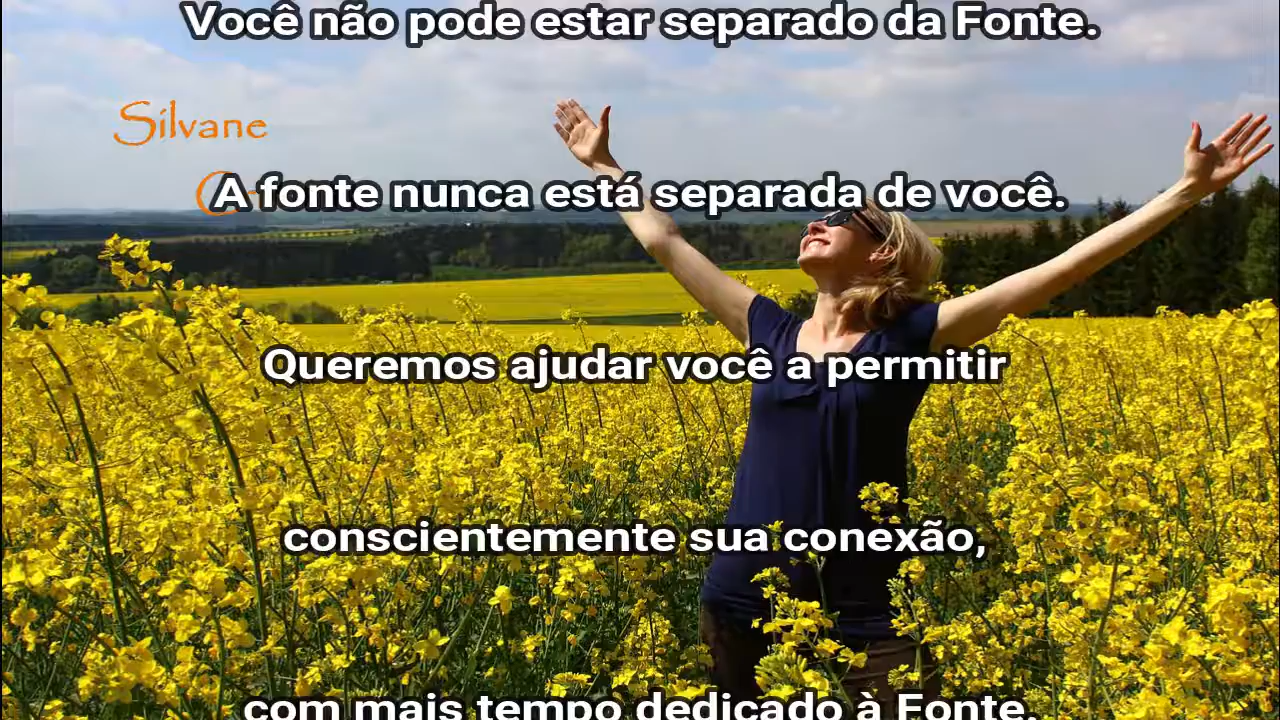 Você não pode estar separado da Fonte.
Silvane
A fonte nunca está separada de você.
Queremos ajudar você a permitir
conscientemente sua conexão,
com mais tempo dedicado à Fonte.